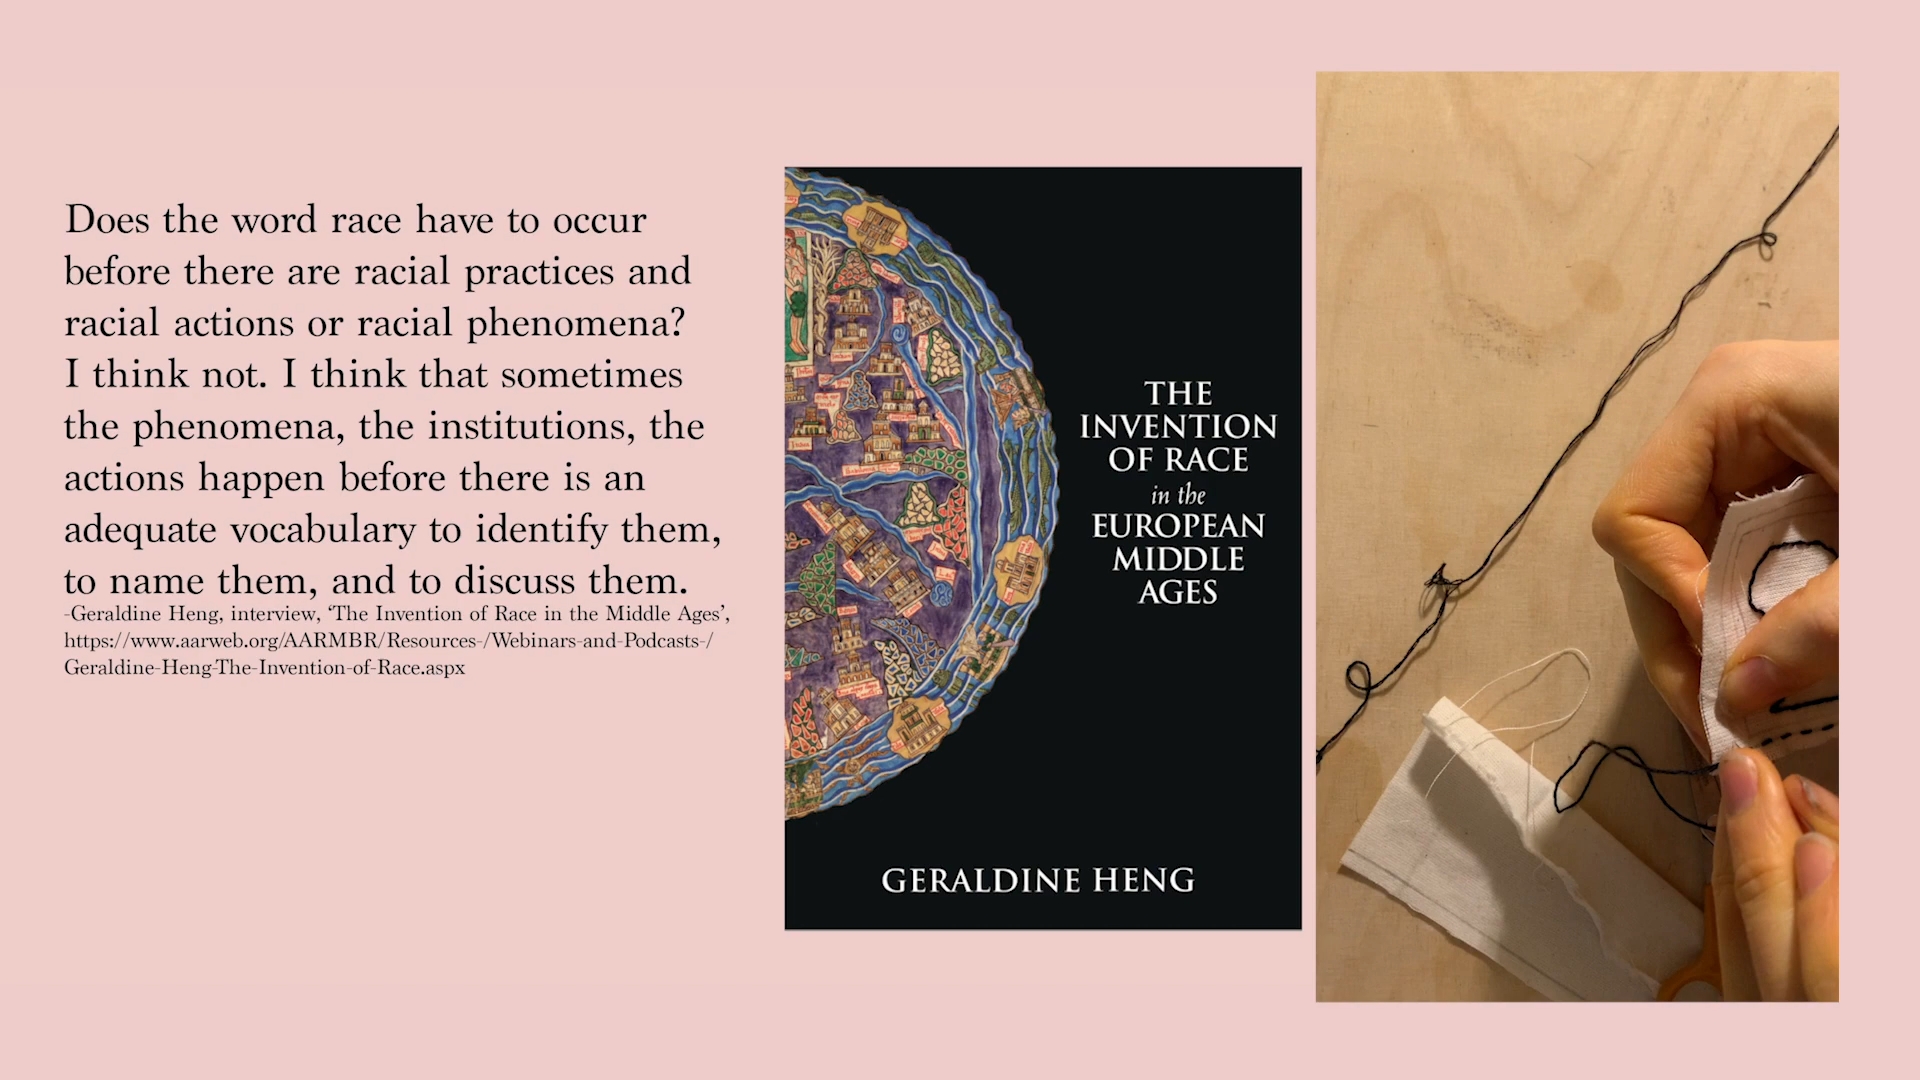 Does the word race have to occur
before there are racial practices and
racial actions or racial phenomena?
I think not. I think that sometimes
the phenomena, the institutions, the
actions happen before there is an
adequate vocabulary to identify them,
to name them, and to discuss them.
-Geraldine Heng, interview, ‘The Invention of Race in the Middle Ages’,
https://www.aarweb.org/AARMBR/Resources-/Webinars-and-Podcasts-/
Geraldine-Heng-The-Invention-of-Race.aspx
THE
INVENTION
OF RACE
in the
EUROPEAN
MIDDLE
AGES
GERALDINE HENG